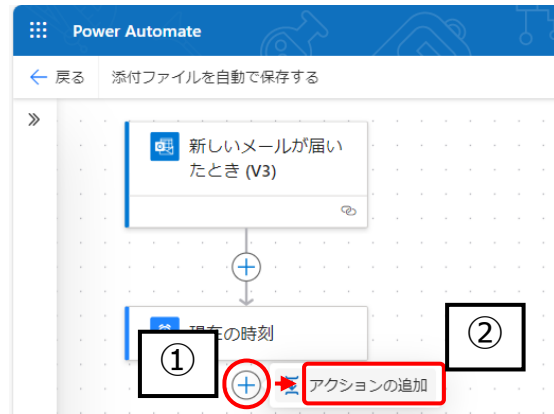 Power Automate
戻る 添付ファイルを自動で保存する
新しいメールが届い
たとき (V3)
現在の時刻
①
②
アクションの追加